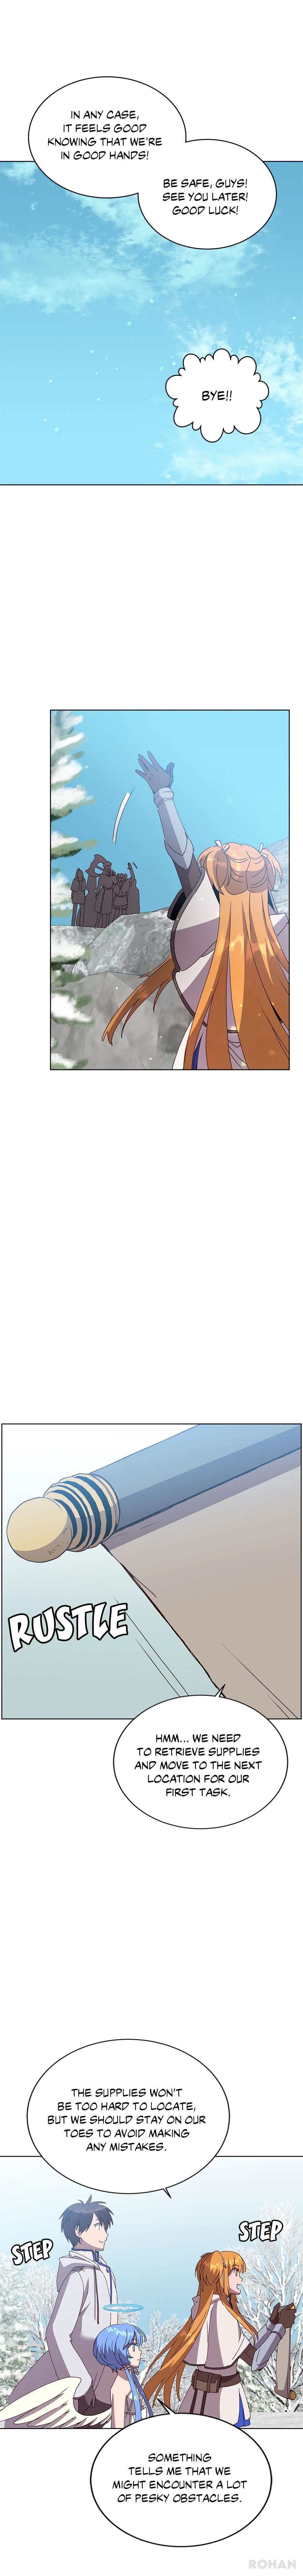 IN ANY CASE,
IT FEELS GOOD
KNOWING THAT WE'RE
IN GOOD HANDS!
BE SAFE, GUYS!
SEE YOU LATER!
GOOD LUCK!
BYE!!
RUSTLE
HMM... WE NEED
TO RETRIEVE SUPPLIES
AND MOVE TO THE NEXT
LOCATION FOR OUR
FIRST TASK.
THE SUPPLIES WON'T
BE TOO HARD TO LOCATE,
BUT WE SHOULD STAY ON OUR
TOES TO AVOID MAKING
ANY MISTAKES.
STEP
STEP
SOMETHING
TELLS ME THAT WE
MIGHT ENCOUNTER A LOT
OF PESKY OBSTACLES.
ROHAN